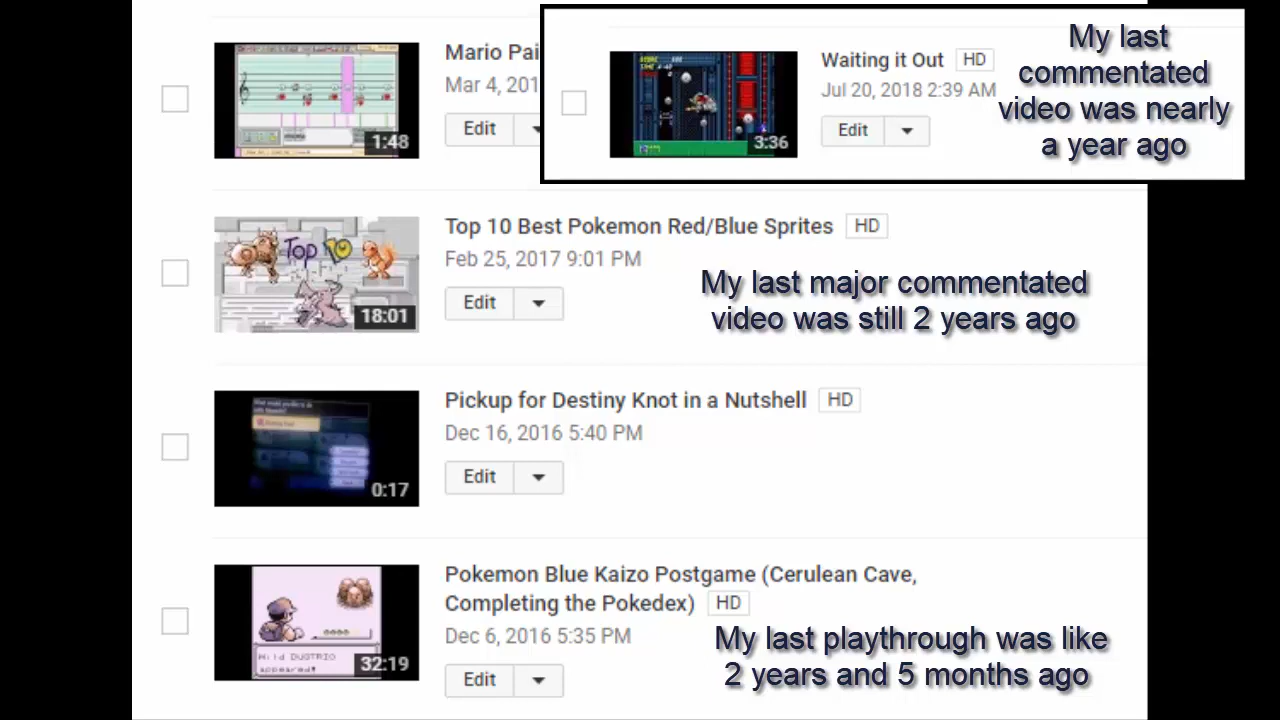 Mario Pai
Mar 4, 201
Edit
1:48
Waiting it Out HD
Jul 20, 2018 2:39 AM
Edit
3:36
My last
commentated
video was nearly
a year ago
Top 10 Best Pokemon Red/Blue Sprites HD
Feb 25, 2017 9:01 PM
Edit
Top 10
18:01
My last major commentated
video was still 2 years ago
Pickup for Destiny Knot in a Nutshell HD
Dec 16, 2016 5:40 PM
Edit
0:17
Pokemon Blue Kaizo Postgame (Cerulean Cave,
Completing the Pokedex) HD
Dec 6, 2016 5:35 PM
Edit
Wild DUGTRIO
appeared!
32:19
My last playthrough was like
2 years and 5 months ago